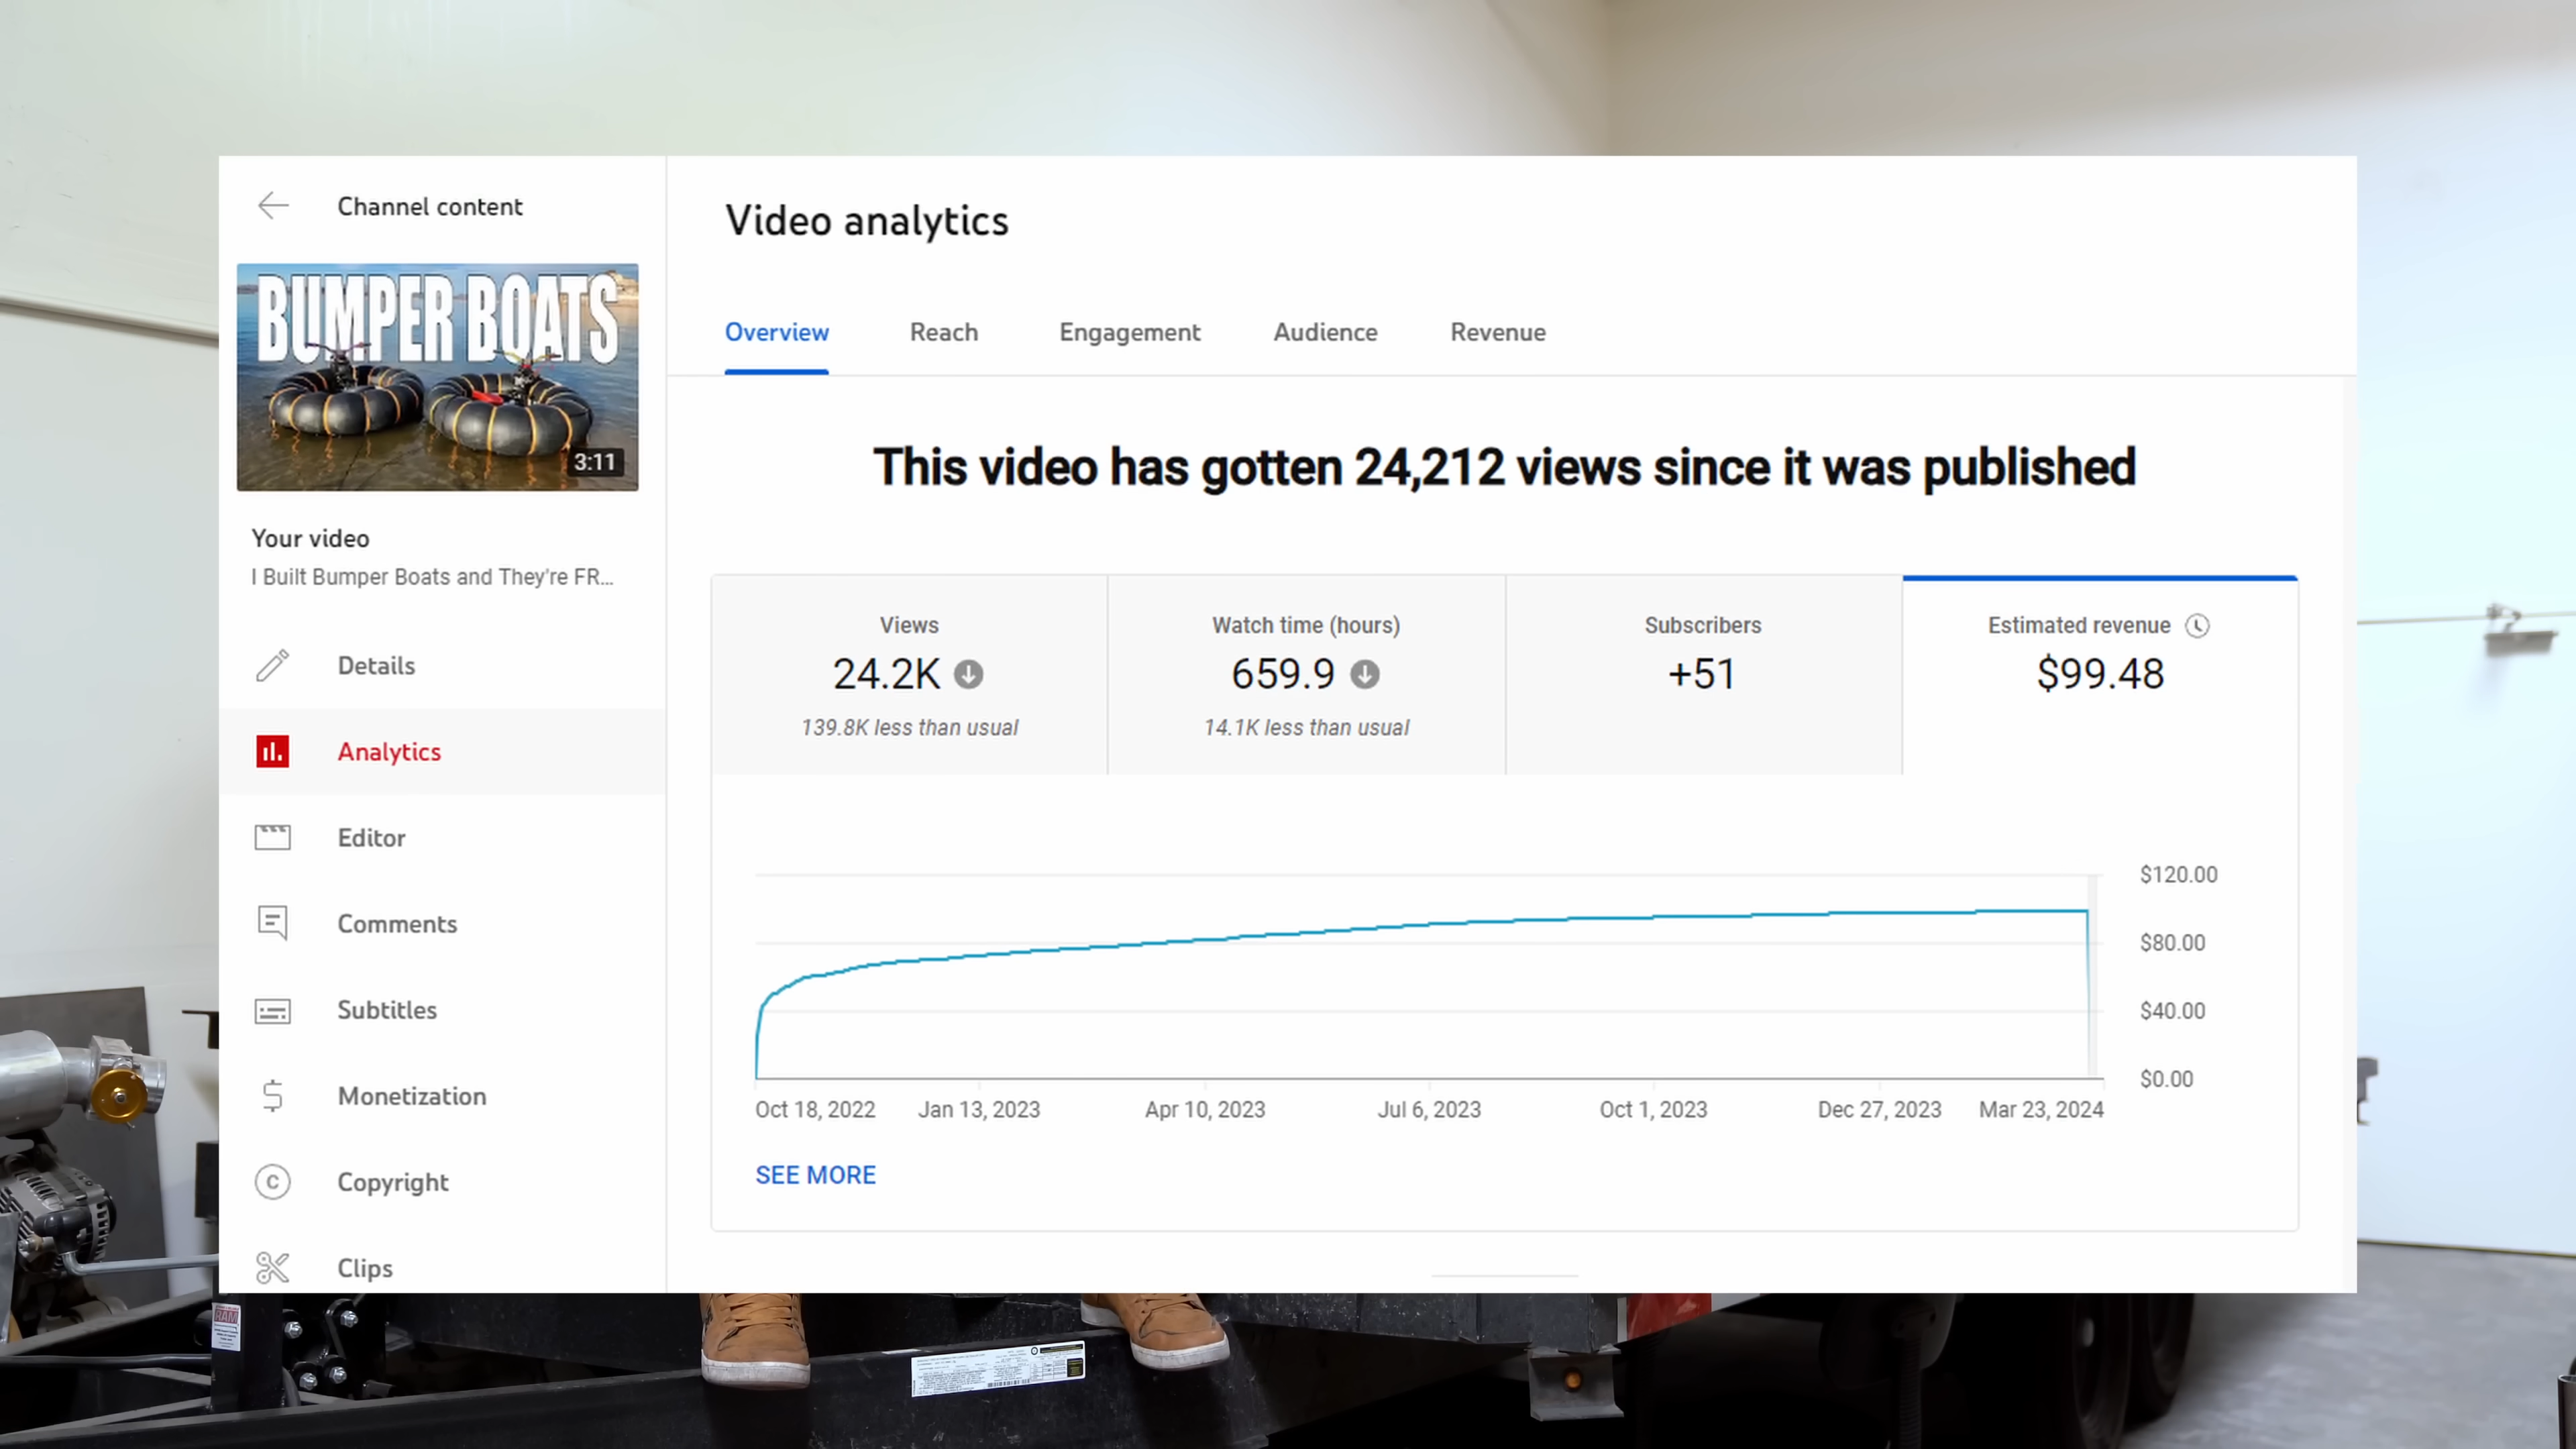 Channel content
BUMPER BOATS
3:11
Your video
I Built Bumper Boats and They're FR...
Details
Analytics
Editor
Comments
Subtitles
Monetization
Copyright
Clips
Video analytics
Overview Reach Engagement Audience Revenue
This video has gotten 24,212 views since it was published
Views
24.2K
139.8K less than usual
Watch time (hours)
659.9
14.1K less than usual
Subscribers
+51
Estimated revenue
$99.48
$120.00
$80.00
$40.00
$0.00
Oct 18, 2022 Jan 13, 2023 Apr 10, 2023 Jul 6, 2023 Oct 1, 2023 Dec 27, 2023 Mar 23, 2024
SEE MORE
RAM